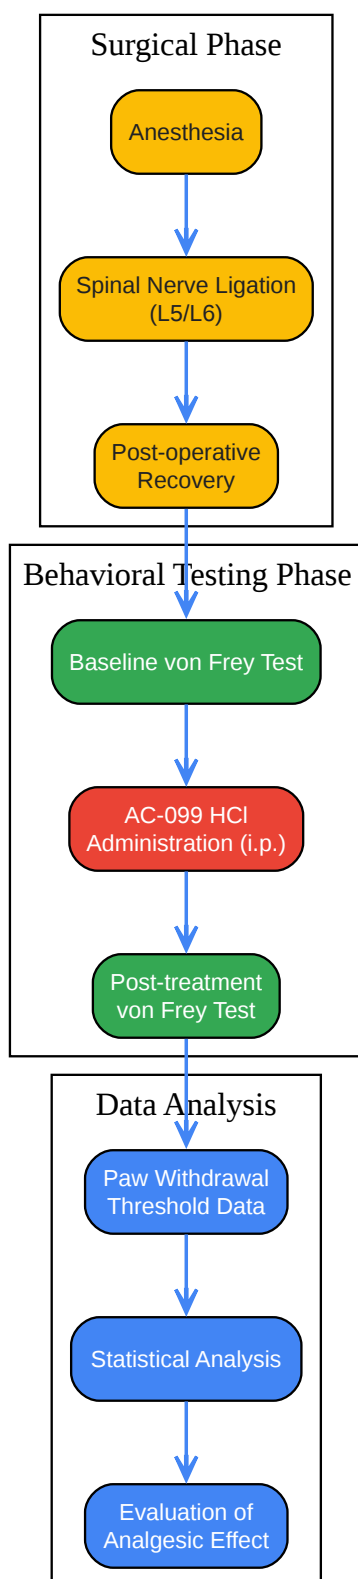 Surgical Phase
Anesthesia
Spinal Nerve Ligation
(L5/L6)
Post-operative
Recovery
Behavioral Testing Phase
Baseline von Frey Test
AC-099 HCl
Administration (i.p.)
Post-treatment
von Frey Test
Data Analysis
Paw Withdrawal
Threshold Data
Statistical Analysis
Evaluation of
Analgesic Effect